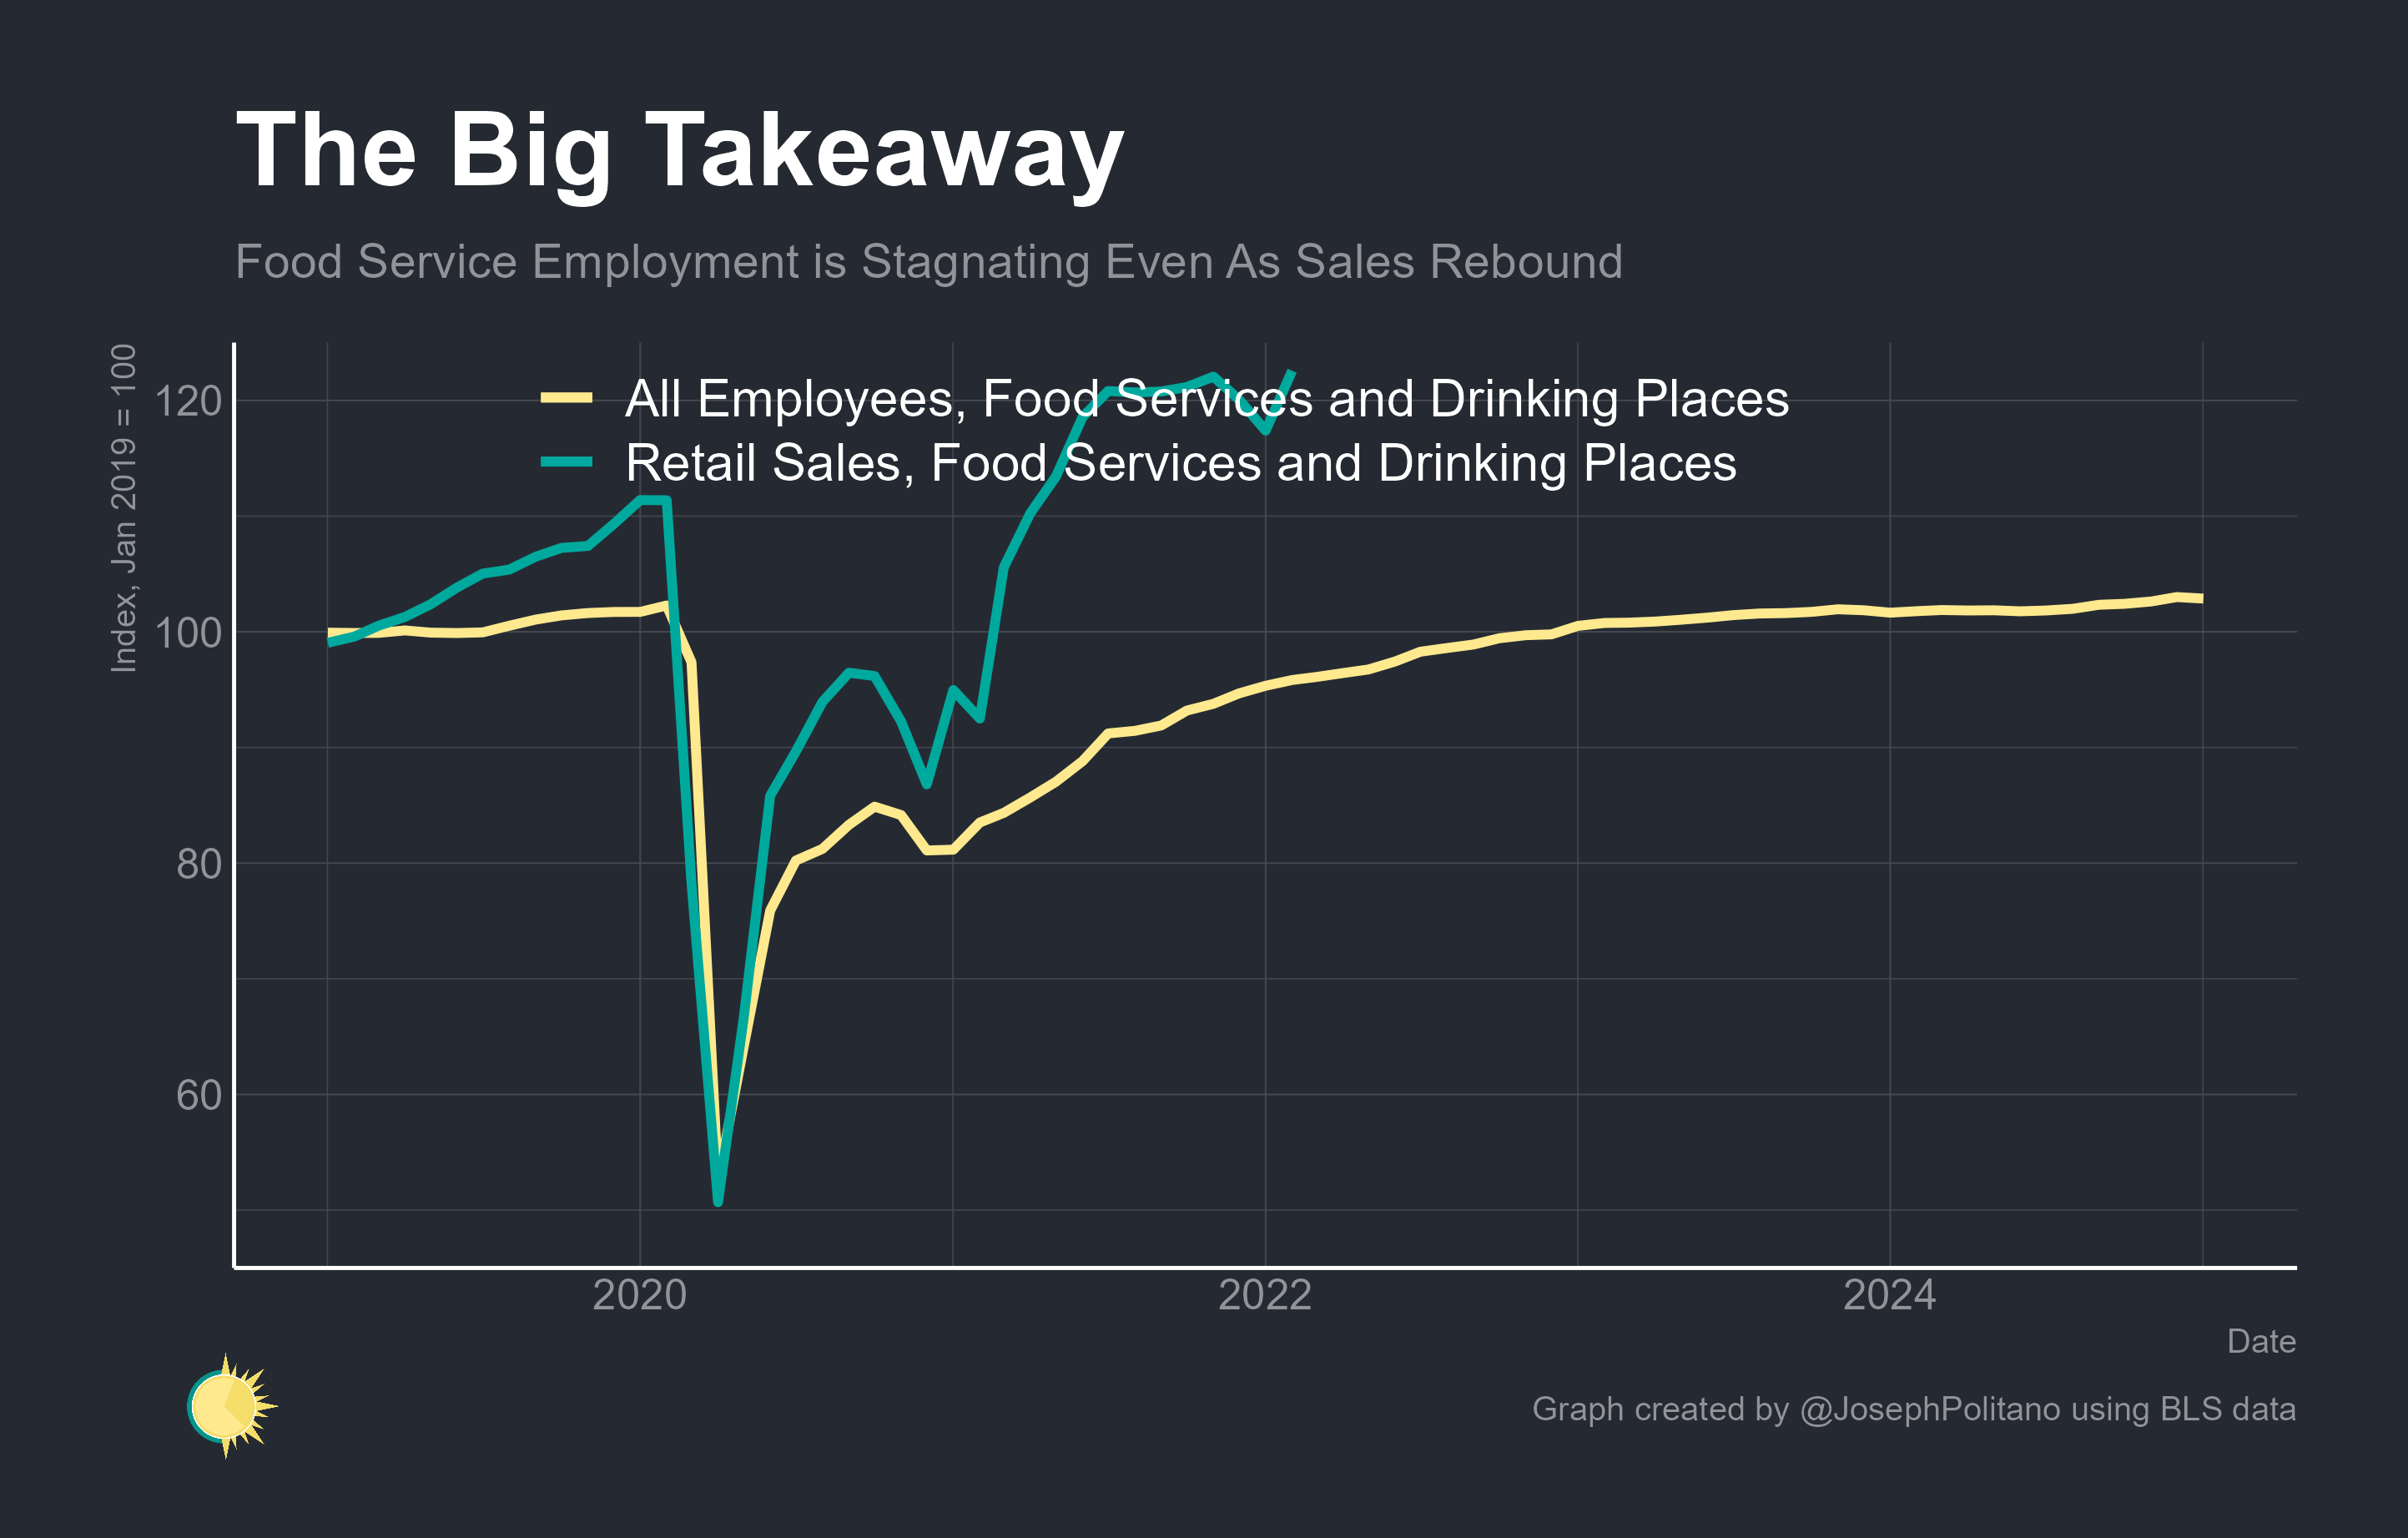 The Big Takeaway
Food Service Employment is Stagnating Even As Sales Rebound
Index, Jan 2019 = 100
120
100
80
60
All Employees, Food Services and Drinking Places
Retail Sales, Food Services and Drinking Places
2020
2022
2024
Date
Graph created by @JosephPolitano using BLS data